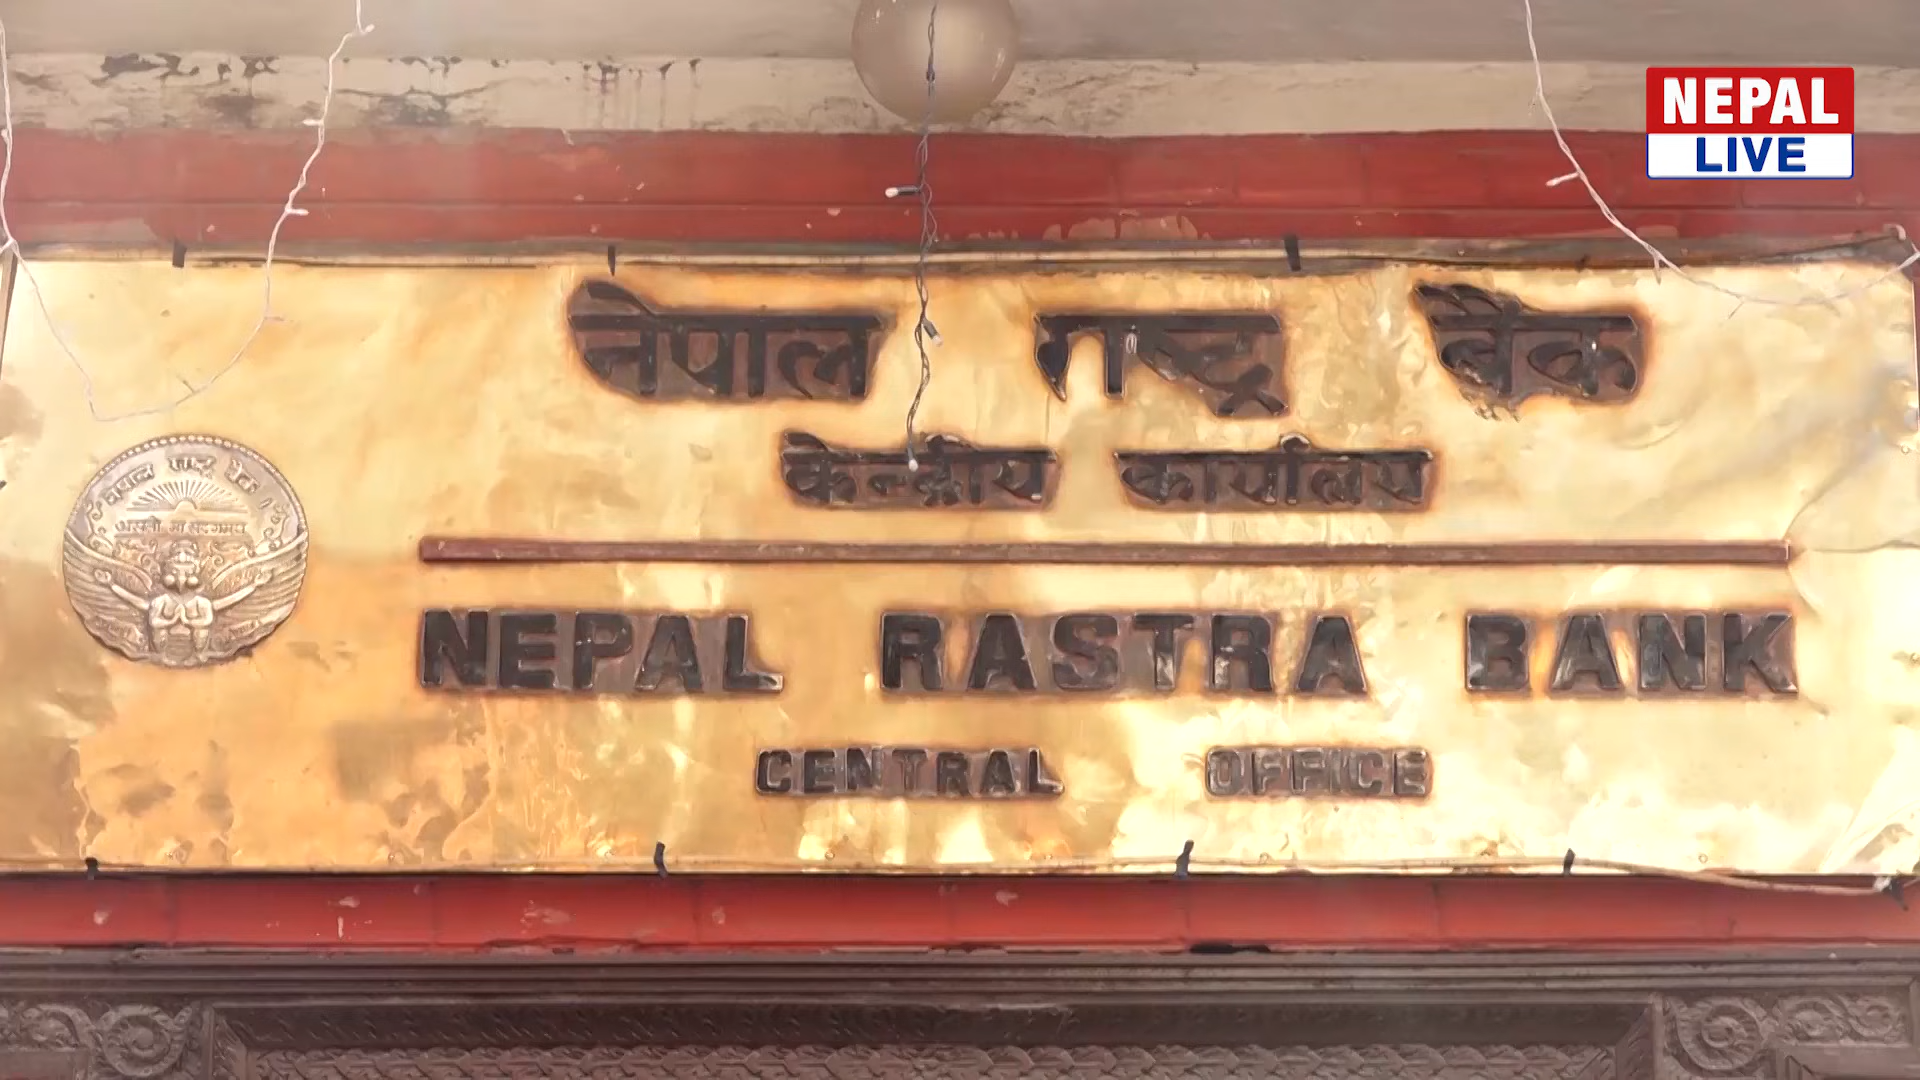 NEPAL
LIVE
नेपाल राष्ट्र बैंक
केन्द्रीय कार्यालय
नेपाल राष्ट्र बैंक
NEPAL RASTRA BANK
CENTRAL OFFICE